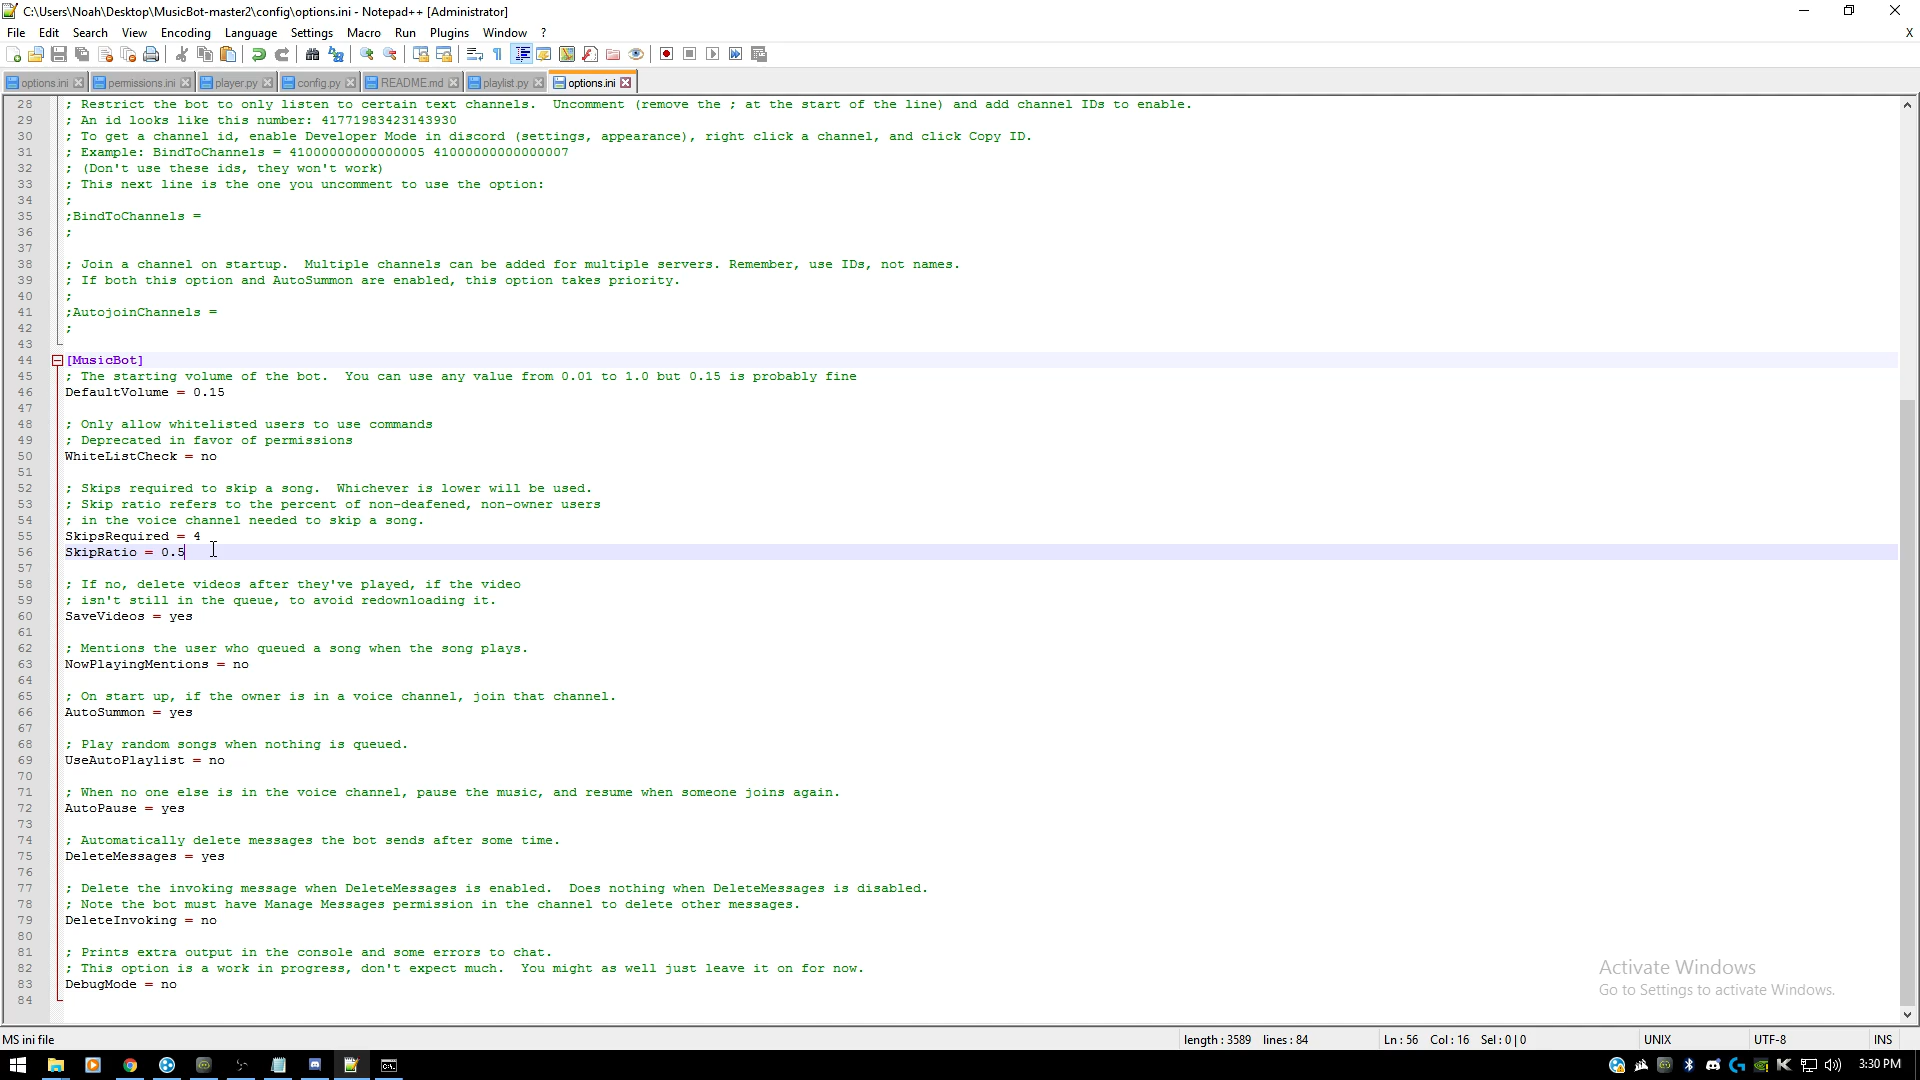 C:\Users\Noah\Desktop\MusicBot-master2\config\options.ini - Notepad++ [Administrator]
File Edit Search View Encoding Language Settings Macro Run Plugins Window ? X
options.ini permissions.ini player.py config.py README.md playlist.py options.ini
28 ; Restrict the bot to only listen to certain text channels.  Uncomment (remove the ; at the start of the line) and add channel IDs to enable.
29 ; An id looks like this number: 41771983423143930
30 ; To get a channel id, enable Developer Mode in discord (settings, appearance), right click a channel, and click Copy ID.
31 ; Example: BindToChannels = 41000000000000005 41000000000000007
32 ; (Don't use these ids, they won't work)
33 ; This next line is the one you uncomment to use the option:
34 ;
35 ;BindToChannels =
36 ;
37
38 ; Join a channel on startup.  Multiple channels can be added for multiple servers. Remember, use IDs, not names.
39 ; If both this option and AutoSummon are enabled, this option takes priority.
40 ;
41 ;AutojoinChannels =
42 ;
43
44 [MusicBot]
45 ; The starting volume of the bot.  You can use any value from 0.01 to 1.0 but 0.15 is probably fine
46 DefaultVolume = 0.15
47
48 ; Only allow whitelisted users to use commands
49 ; Deprecated in favor of permissions
50 WhiteListCheck = no
51
52 ; Skips required to skip a song.  Whichever is lower will be used.
53 ; Skip ratio refers to the percent of non-deafened, non-owner users
54 ; in the voice channel needed to skip a song.
55 SkipsRequired = 4
56 SkipRatio = 0.5
57
58 ; If no, delete videos after they've played, if the video
59 ; isn't still in the queue, to avoid redownloading it.
60 SaveVideos = yes
61
62 ; Mentions the user who queued a song when the song plays.
63 NowPlayingMentions = no
64
65 ; On start up, if the owner is in a voice channel, join that channel.
66 AutoSummon = yes
67
68 ; Play random songs when nothing is queued.
69 UseAutoPlaylist = no
70
71 ; When no one else is in the voice channel, pause the music, and resume when someone joins again.
72 AutoPause = yes
73
74 ; Automatically delete messages the bot sends after some time.
75 DeleteMessages = yes
76
77 ; Delete the invoking message when DeleteMessages is enabled.  Does nothing when DeleteMessages is disabled.
78 ; Note the bot must have Manage Messages permission in the channel to delete other messages.
79 DeleteInvoking = no
80
81 ; Prints extra output in the console and some errors to chat.
82 ; This option is a work in progress, don't expect much.  You might as well just leave it on for now.
83 DebugMode = no
84
Activate Windows
Go to Settings to activate Windows.
MS ini file length : 3589 lines : 84 Ln : 56 Col : 16 Sel : 0 | 0 UNIX UTF-8 INS
3:30 PM